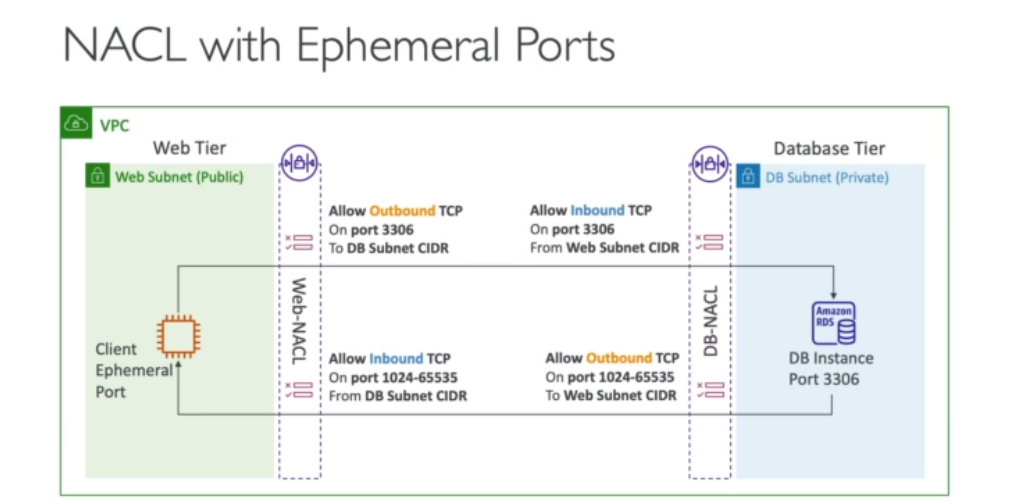 NACL with Ephemeral Ports
VPC
Web Tier
Database Tier
Web Subnet (Public)
DB Subnet (Private)
Allow Outbound TCP
On port 3306
To DB Subnet CIDR
Allow Inbound TCP
On port 3306
From Web Subnet CIDR
Web-NACL
DB-NACL
Amazon
RDS
Client
Ephemeral
Port
Allow Inbound TCP
On port 1024-65535
From DB Subnet CIDR
Allow Outbound TCP
On port 1024-65535
To Web Subnet CIDR
DB Instance
Port 3306